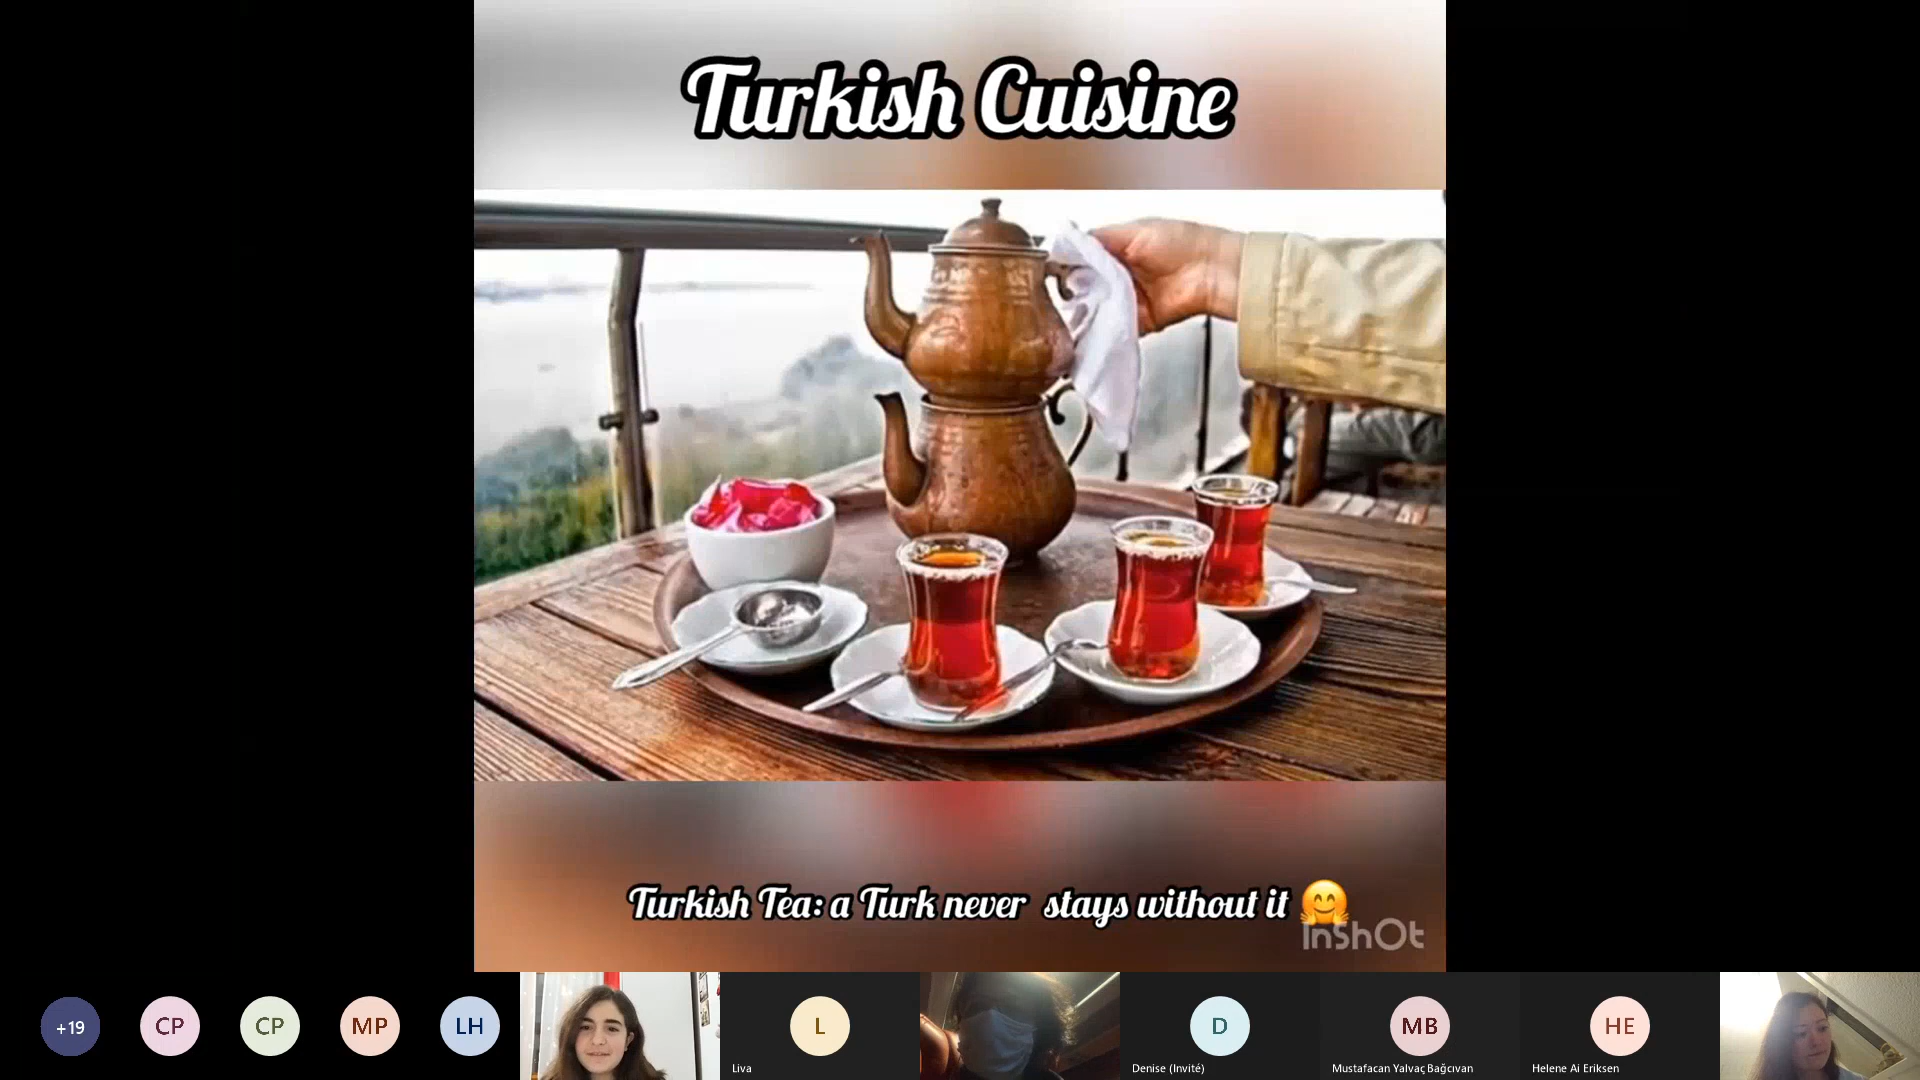 Turkish Cuisine
Turkish Tea: a Turk never stays without it 🤗
InShOt
+19
CP
CP
MP
LH
L
Liva
D
Denise (Invité)
MB
Mustafacan Yalvaç Bağcıvan
HE
Helene Ai Eriksen